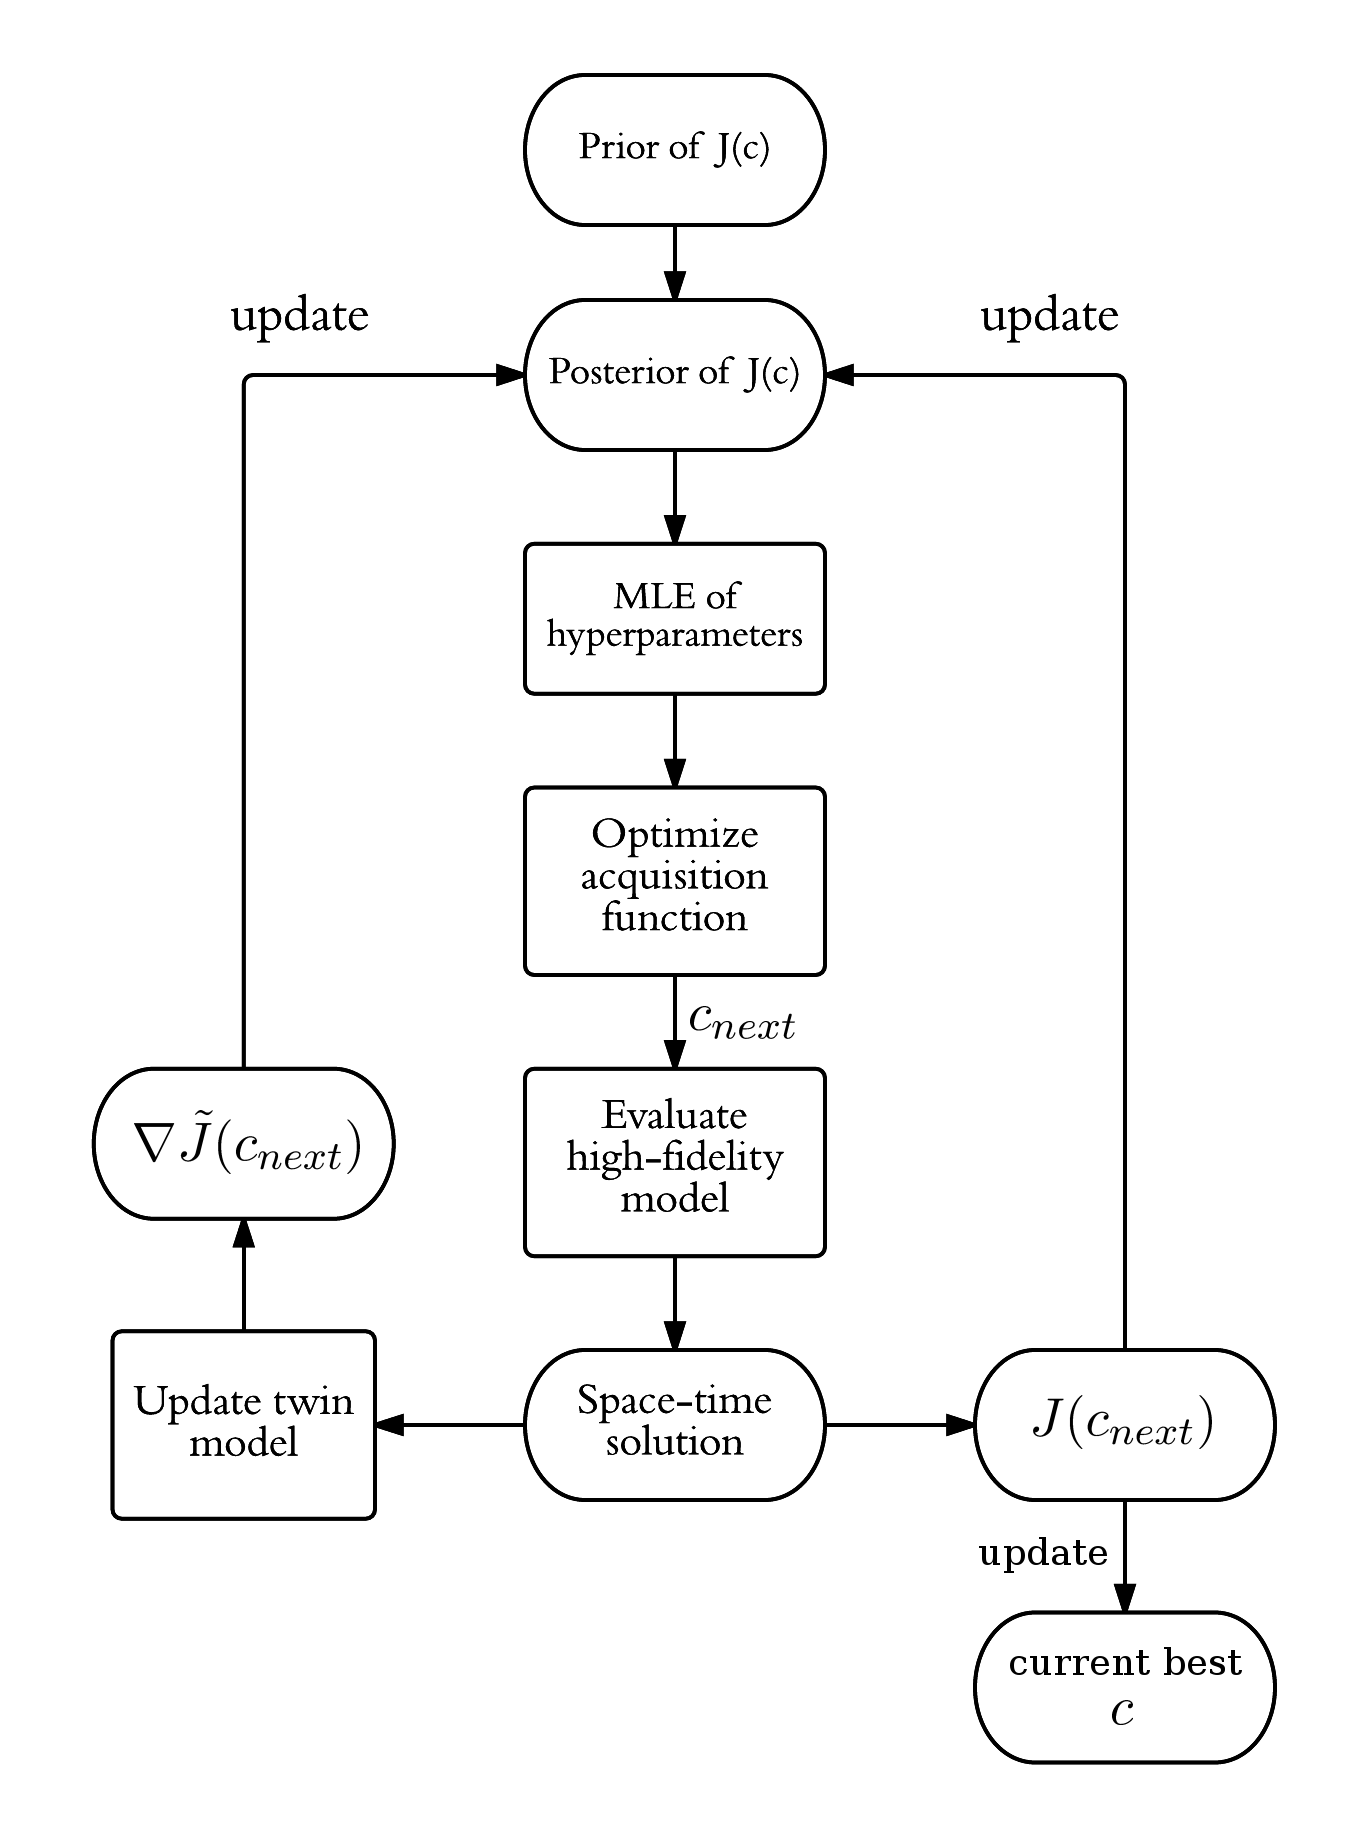 Prior of J(c)
update
update
Posterior of J(c)
MLE of
hyperparameters
Optimize
acquisition
function
$c_{next}$
Evaluate
high-fidelity
model
$\nabla \tilde{J}(c_{next})$
Update twin
model
Space-time
solution
$J(c_{next})$
update
current best
$c$